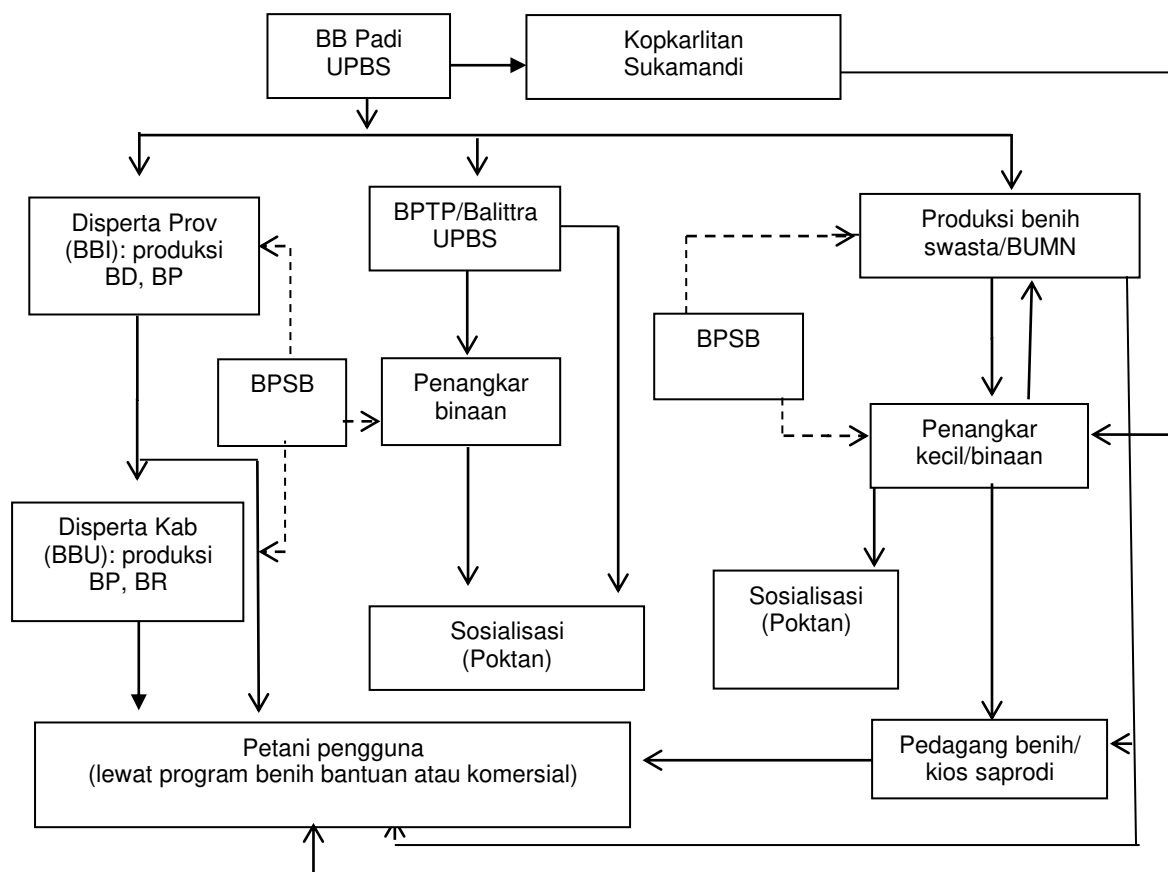 BB Padi
UPBS
Kopkarlitan
Sukamandi
Disperta Prov
(BBI): produksi
BD, BP
BPTP/Balittra
UPBS
Produksi benih
swasta/BUMN
BPSB
BPSB
Penangkar
binaan
Penangkar
kecil/binaan
Disperta Kab
(BBU): produksi
BP, BR
Sosialisasi
(Poktan)
Sosialisasi
(Poktan)
Petani pengguna
(lewat program benih bantuan atau komersial)
Pedagang benih/
kios saprodi